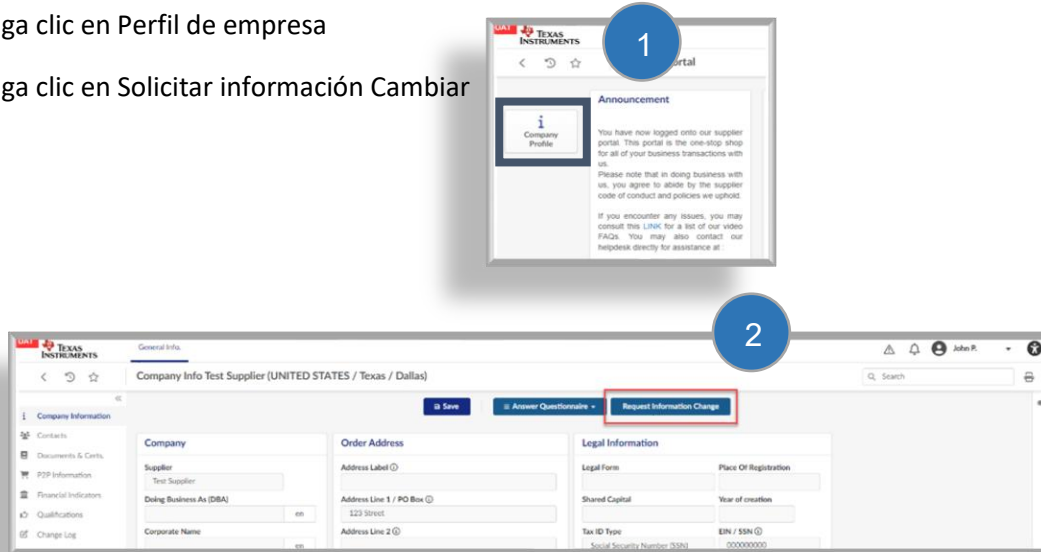 ga clic en Perfil de empresa
ga clic en Solicitar información Cambiar
1
UAT
TEXAS
INSTRUMENTS
ortal
i
Company
Profile
Announcement
You have now logged onto our supplier
portal. This portal is the one-stop shop
for all of your business transactions with
us.
Please note that in doing business with
us, you agree to abide by the supplier
code of conduct and policies we uphold.
If you encounter any issues, you may
consult this LINK for a list of our video
FAQs. You may also contact our
helpdesk directly for assistance at :
2
UAT
TEXAS
INSTRUMENTS
General Info.
John P.
Company Info Test Supplier (UNITED STATES / Texas / Dallas)
Search
Save
Answer Questionnaire
Request Information Change
Company Information
Contacts
Documents & Certs.
P2P Information
Financial Indicators
Qualifications
Change Log
Company
Supplier
Test Supplier
Doing Business As (DBA)
en
Corporate Name
en
Order Address
Address Label
Address Line 1 / PO Box
123 Street
Address Line 2
Legal Information
Legal Form
Place Of Registration
Shared Capital
Year of creation
Tax ID Type
EIN / SSN
Social Security Number (SSN)
000000000